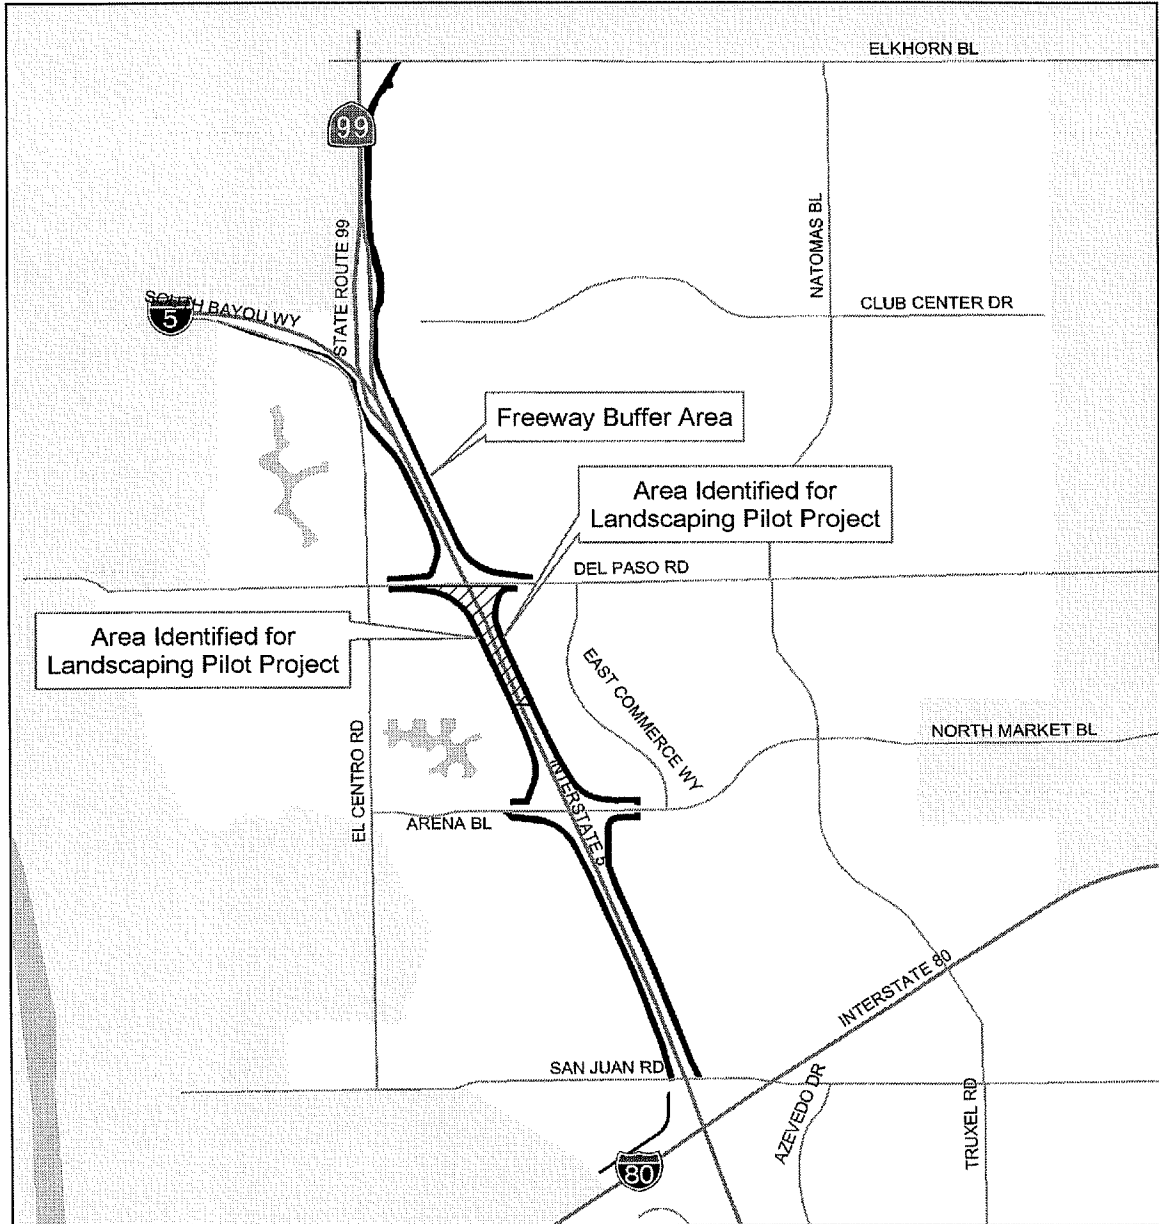 ELKHORN BL
99
STATE ROUTE 99
NATOMAS BL
SOUTH BAYOU WY
5
CLUB CENTER DR
Freeway Buffer Area
Area Identified for
Landscaping Pilot Project
DEL PASO RD
Area Identified for
Landscaping Pilot Project
EAST COMMERCE WY
NORTH MARKET BL
EL CENTRO RD
INTERSTATE 5
ARENA BL
INTERSTATE 80
SAN JUAN RD
AZEVEDO DR
TRUXEL RD
80